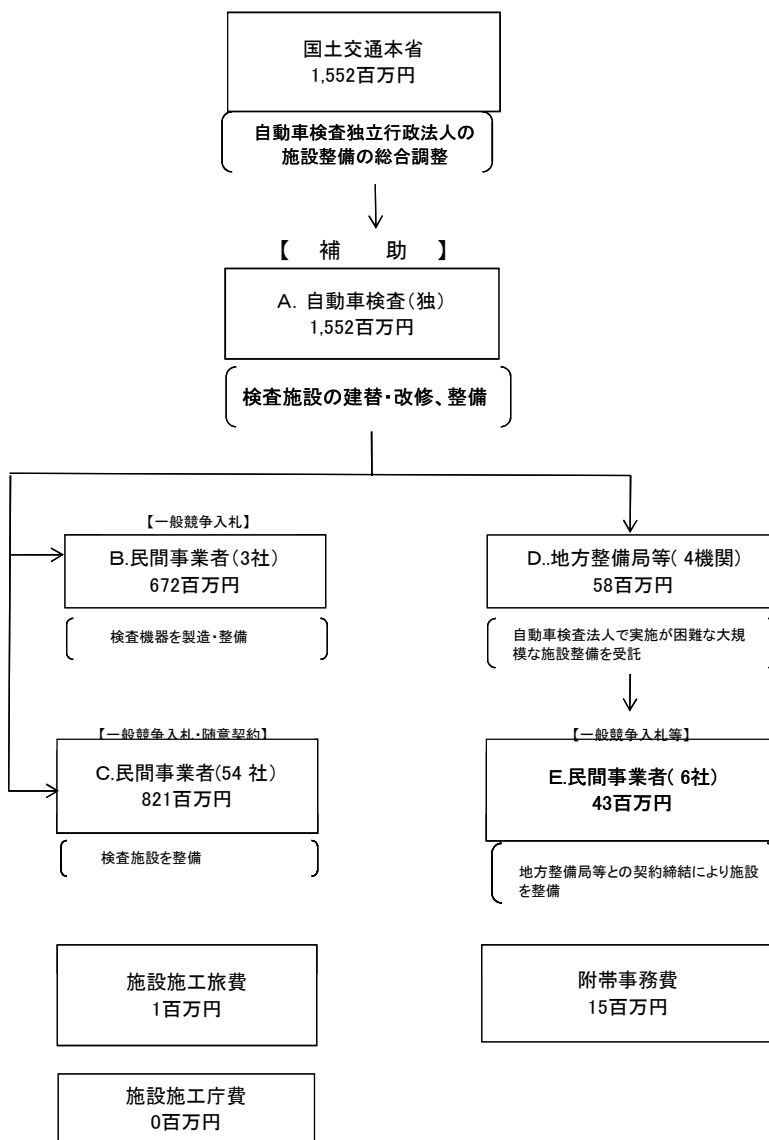 国土交通本省
1,552百万円
自動車検査独立行政法人の
施設整備の総合調整
【 補 助 】
A. 自動車検査(独)
1,552百万円
検査施設の建替・改修、整備
【一般競争入札】
B.民間事業者(3社)
672百万円
検査機器を製造・整備
D..地方整備局等( 4機関)
58百万円
自動車検査法人で実施が困難な大規
模な施設整備を受託
【一般競争入札・随意契約】
C.民間事業者(54 社)
821百万円
検査施設を整備
【一般競争入札等】
E.民間事業者( 6社)
43百万円
地方整備局等との契約締結により施設
を整備
施設施工旅費
1百万円
附帯事務費
15百万円
施設施工庁費
0百万円